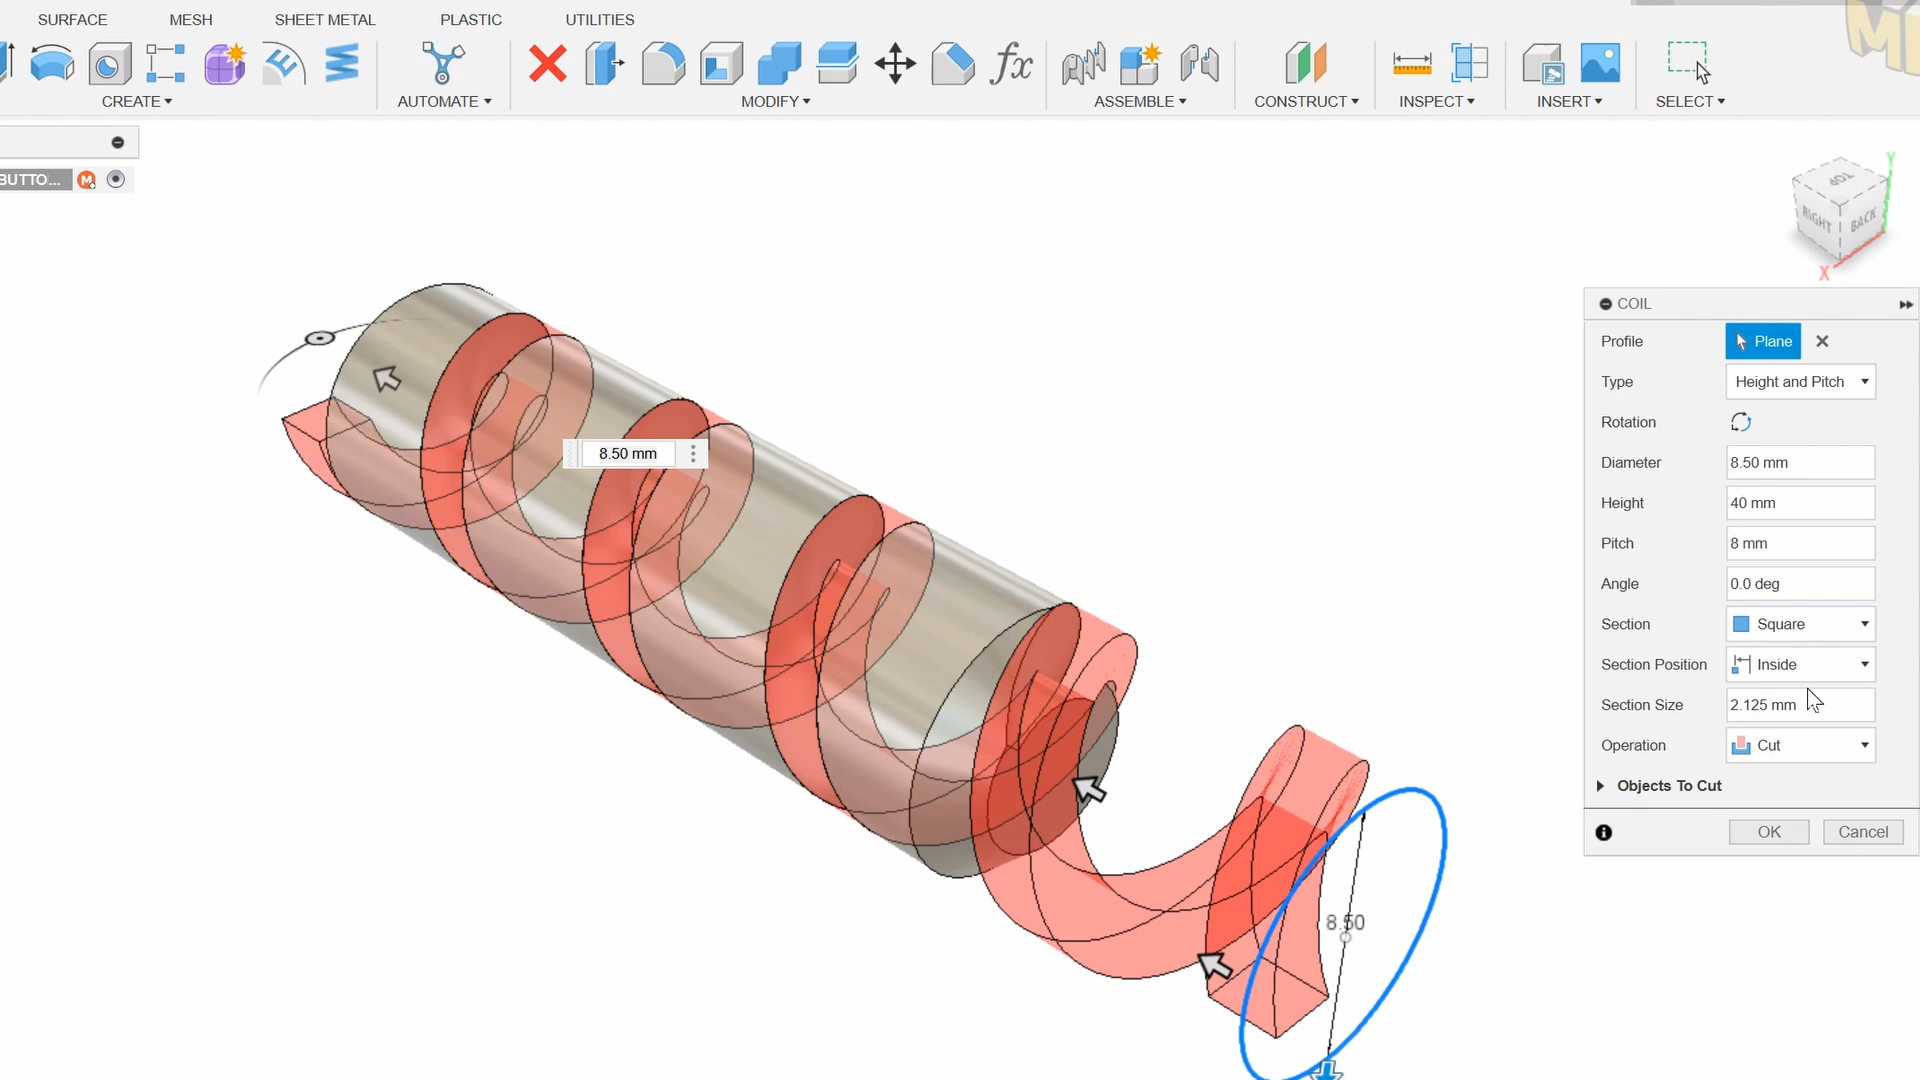 SURFACE MESH SHEET METAL PLASTIC UTILITIES
CREATE AUTOMATE MODIFY ASSEMBLE CONSTRUCT INSPECT INSERT SELECT
BUTTO...
M
TOP
RIGHT
BACK
Y
X
8.50 mm
8.50
COIL
Profile Plane
Type Height and Pitch
Rotation
Diameter 8.50 mm
Height 40 mm
Pitch 8 mm
Angle 0.0 deg
Section Square
Section Position Inside
Section Size 2.125 mm
Operation Cut
Objects To Cut
OK Cancel